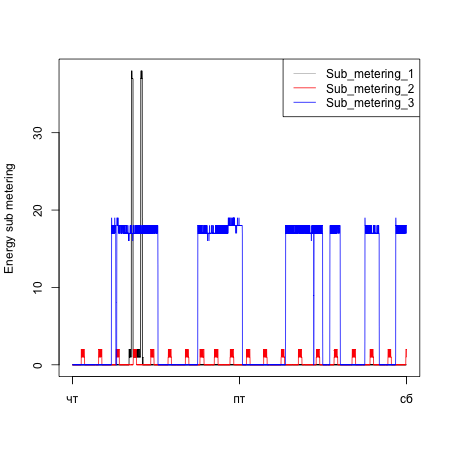 Sub_metering_1
Sub_metering_2
Sub_metering_3
Energy sub metering
30
20
10
0
чт пт сб